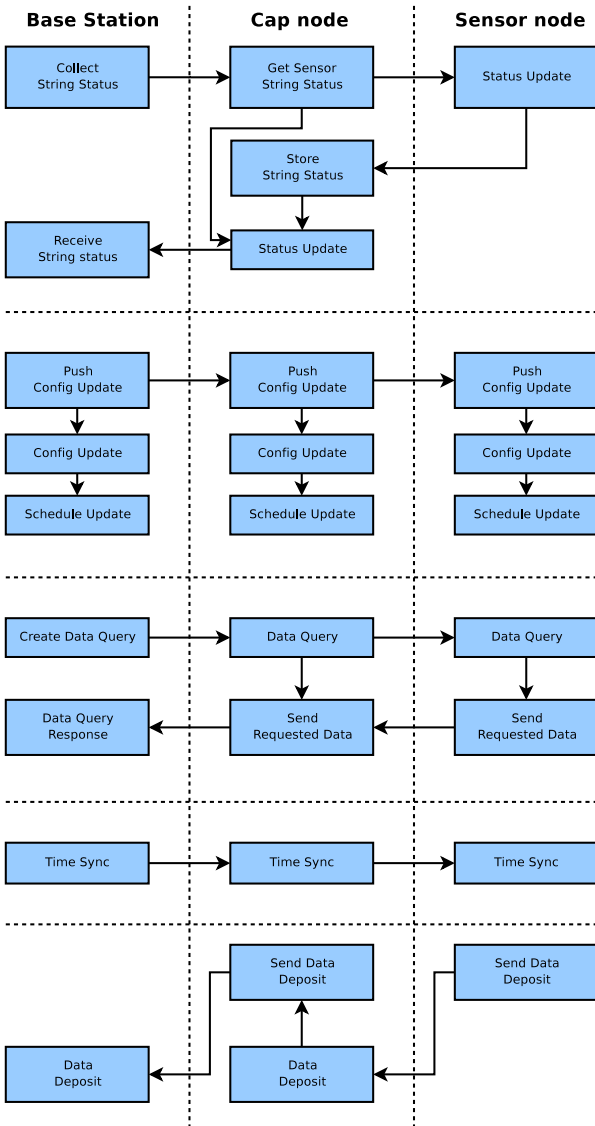 Base Station
Cap node
Sensor node
Collect
String Status
Get Sensor
String Status
Status Update
Store
String Status
Receive
String status
Status Update
Push
Config Update
Push
Config Update
Push
Config Update
Config Update
Config Update
Config Update
Schedule Update
Schedule Update
Schedule Update
Create Data Query
Data Query
Data Query
Data Query
Response
Send
Requested Data
Send
Requested Data
Time Sync
Time Sync
Time Sync
Send Data
Deposit
Send Data
Deposit
Data
Deposit
Data
Deposit